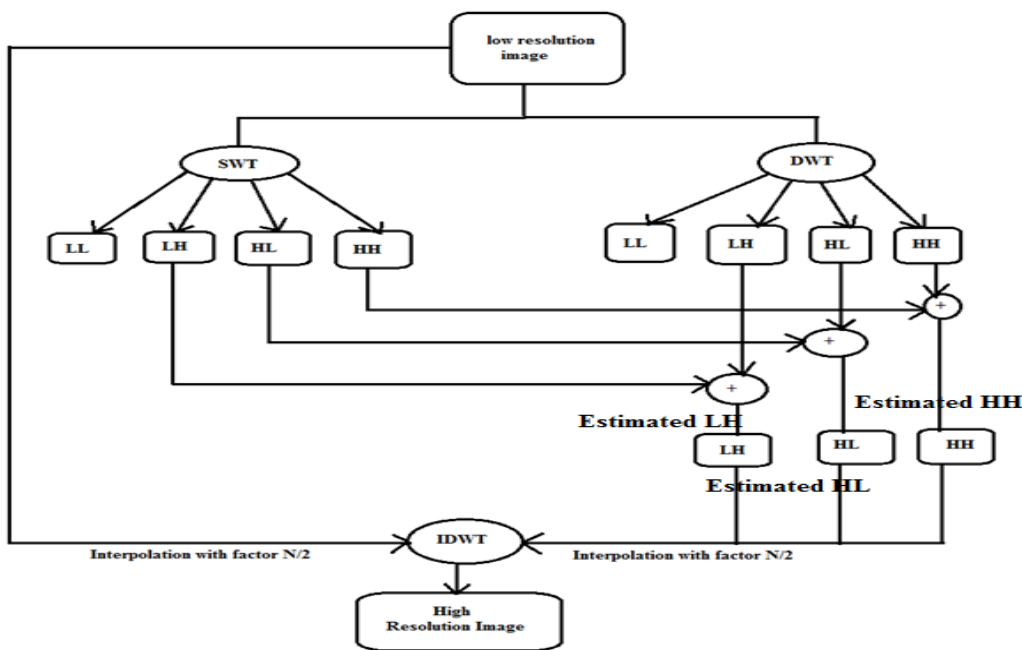 low resolution
image
SWT
DWT
LL
LH
HL
HH
LL
LH
HL
HH
+
+
+
Estimated HH
Estimated LH
LH
HL
HH
Estimated HL
IDWT
Interpolation with factor N/2
Interpolation with factor N/2
High
Resolution Image